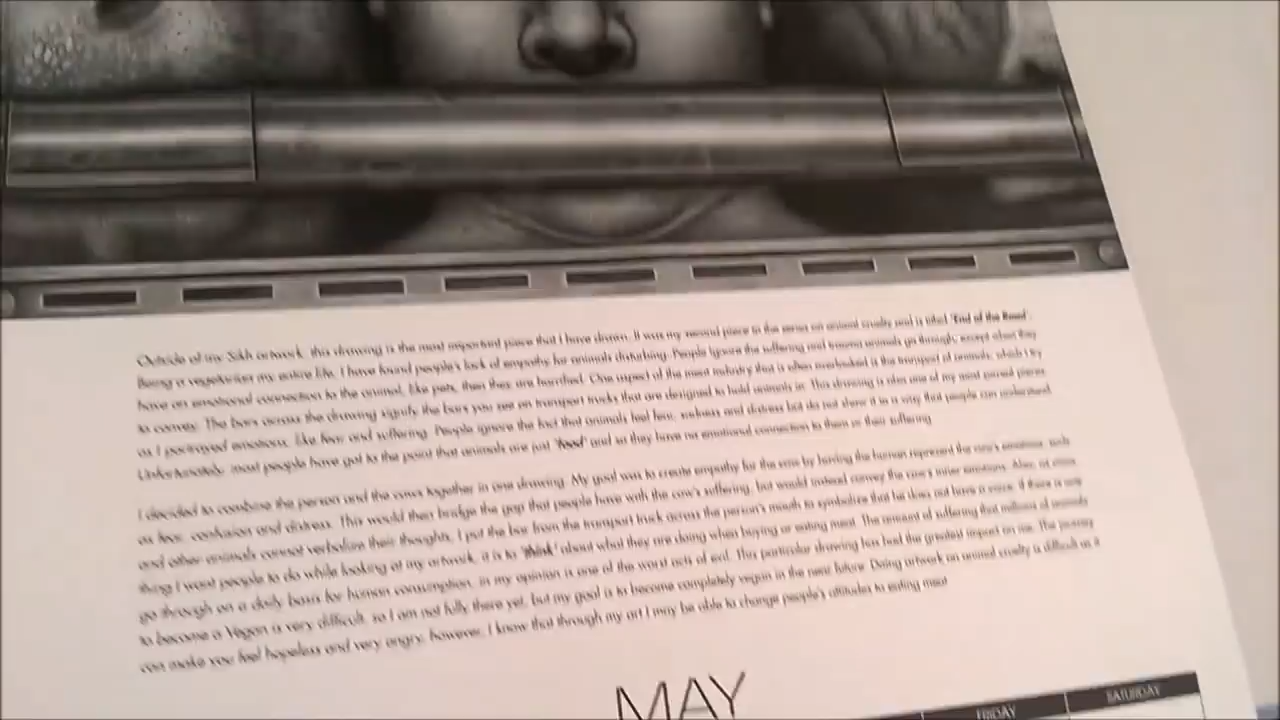 Outside of my Sikh artwork, this drawing is the most important piece that I have drawn. It was my second piece in the series on animal cruelty and is titled 'End of the Road'.
Being a vegetarian my entire life, I have found people's lack of empathy for animals disturbing. People ignore the suffering and trauma animals go through, except when they
have an emotional connection to the animal, like pets, then they are horrified. One aspect of the meat industry that is often overlooked is the transport of animals, which I try
to convey. The bars across the drawing signify the bars you see on transport trucks that are designed to hold animals in. This drawing is also one of my most prized pieces
as I portrayed emotions, like fear and suffering. People ignore the fact that animals feel fear, sadness and distress but do not show it in a way that people can understand.
Unfortunately, most people have got to the point that animals are just 'food' and so they have no emotional connection to them or their suffering.
I decided to combine the person and the cows together in one drawing. My goal was to create empathy for the cow by having the human represent the cow's emotions, such
as fear, confusion and distress. This would then bridge the gap that people have with the cow's suffering, but would instead convey the cow's inner emotions. Also, as cows
and other animals cannot verbalize their thoughts, I put the bar from the transport truck across the person's mouth to symbolize that he does not have a voice. If there is one
thing I want people to do while looking at my artwork, it is to 'think' about what they are doing when buying or eating meat. The amount of suffering that millions of animals
go through on a daily basis for human consumption, in my opinion is one of the worst acts of evil. This particular drawing has had the greatest impact on me. The journey
to become a Vegan is very difficult, so I am not fully there yet, but my goal is to become completely vegan in the near future. Doing artwork on animal cruelty is difficult as it
can make you feel hopeless and very angry, however, I know that through my art I may be able to change people's attitudes to eating meat.
MAY
FRIDAY SATURDAY